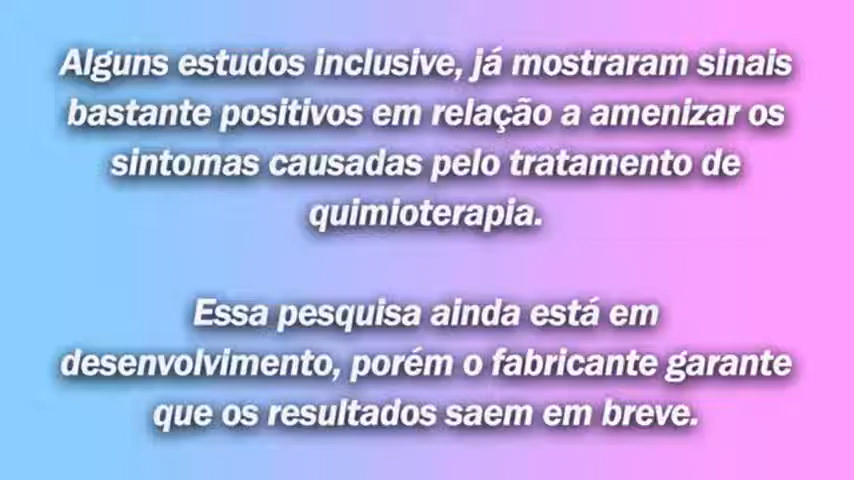 Alguns estudos inclusive, já mostraram sinais
bastante positivos em relação a amenizar os
sintomas causadas pelo tratamento de
quimioterapia.
Essa pesquisa ainda está em
desenvolvimento, porém o fabricante garante
que os resultados saem em breve.